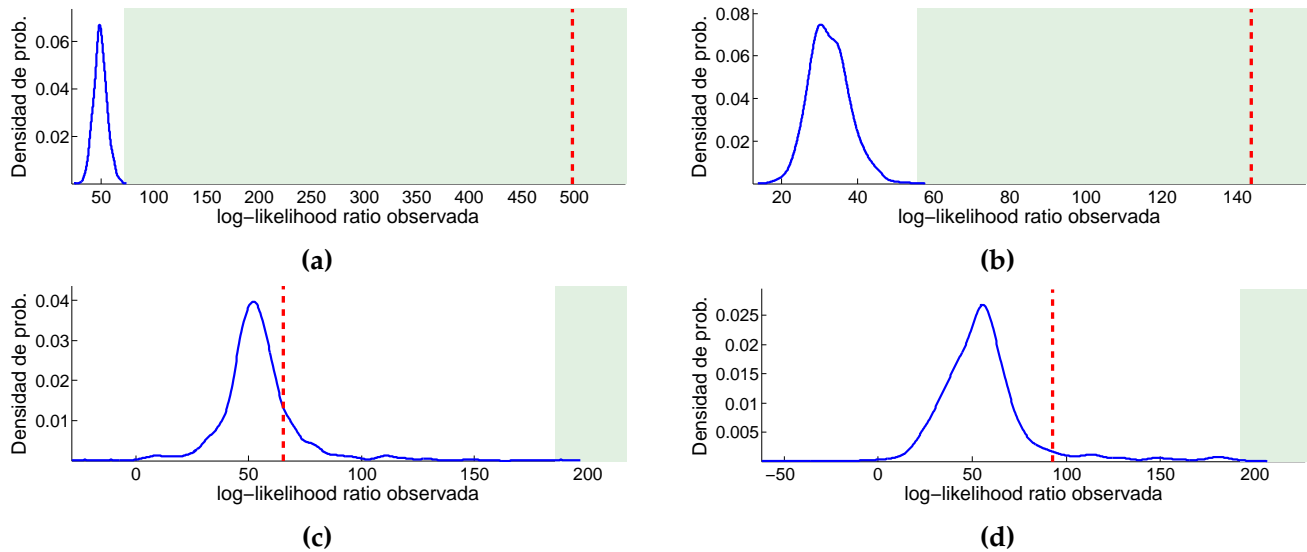 Densidad de prob.
0.06
0.04
0.02
50 100 150 200 250 300 350 400 450 500
log−likelihood ratio observada
(a)
Densidad de prob.
0.08
0.06
0.04
0.02
20 40 60 80 100 120 140
log−likelihood ratio observada
(b)
Densidad de prob.
0.04
0.03
0.02
0.01
0 50 100 150 200
log−likelihood ratio observada
(c)
Densidad de prob.
0.025
0.02
0.015
0.01
0.005
−50 0 50 100 150 200
log−likelihood ratio observada
(d)